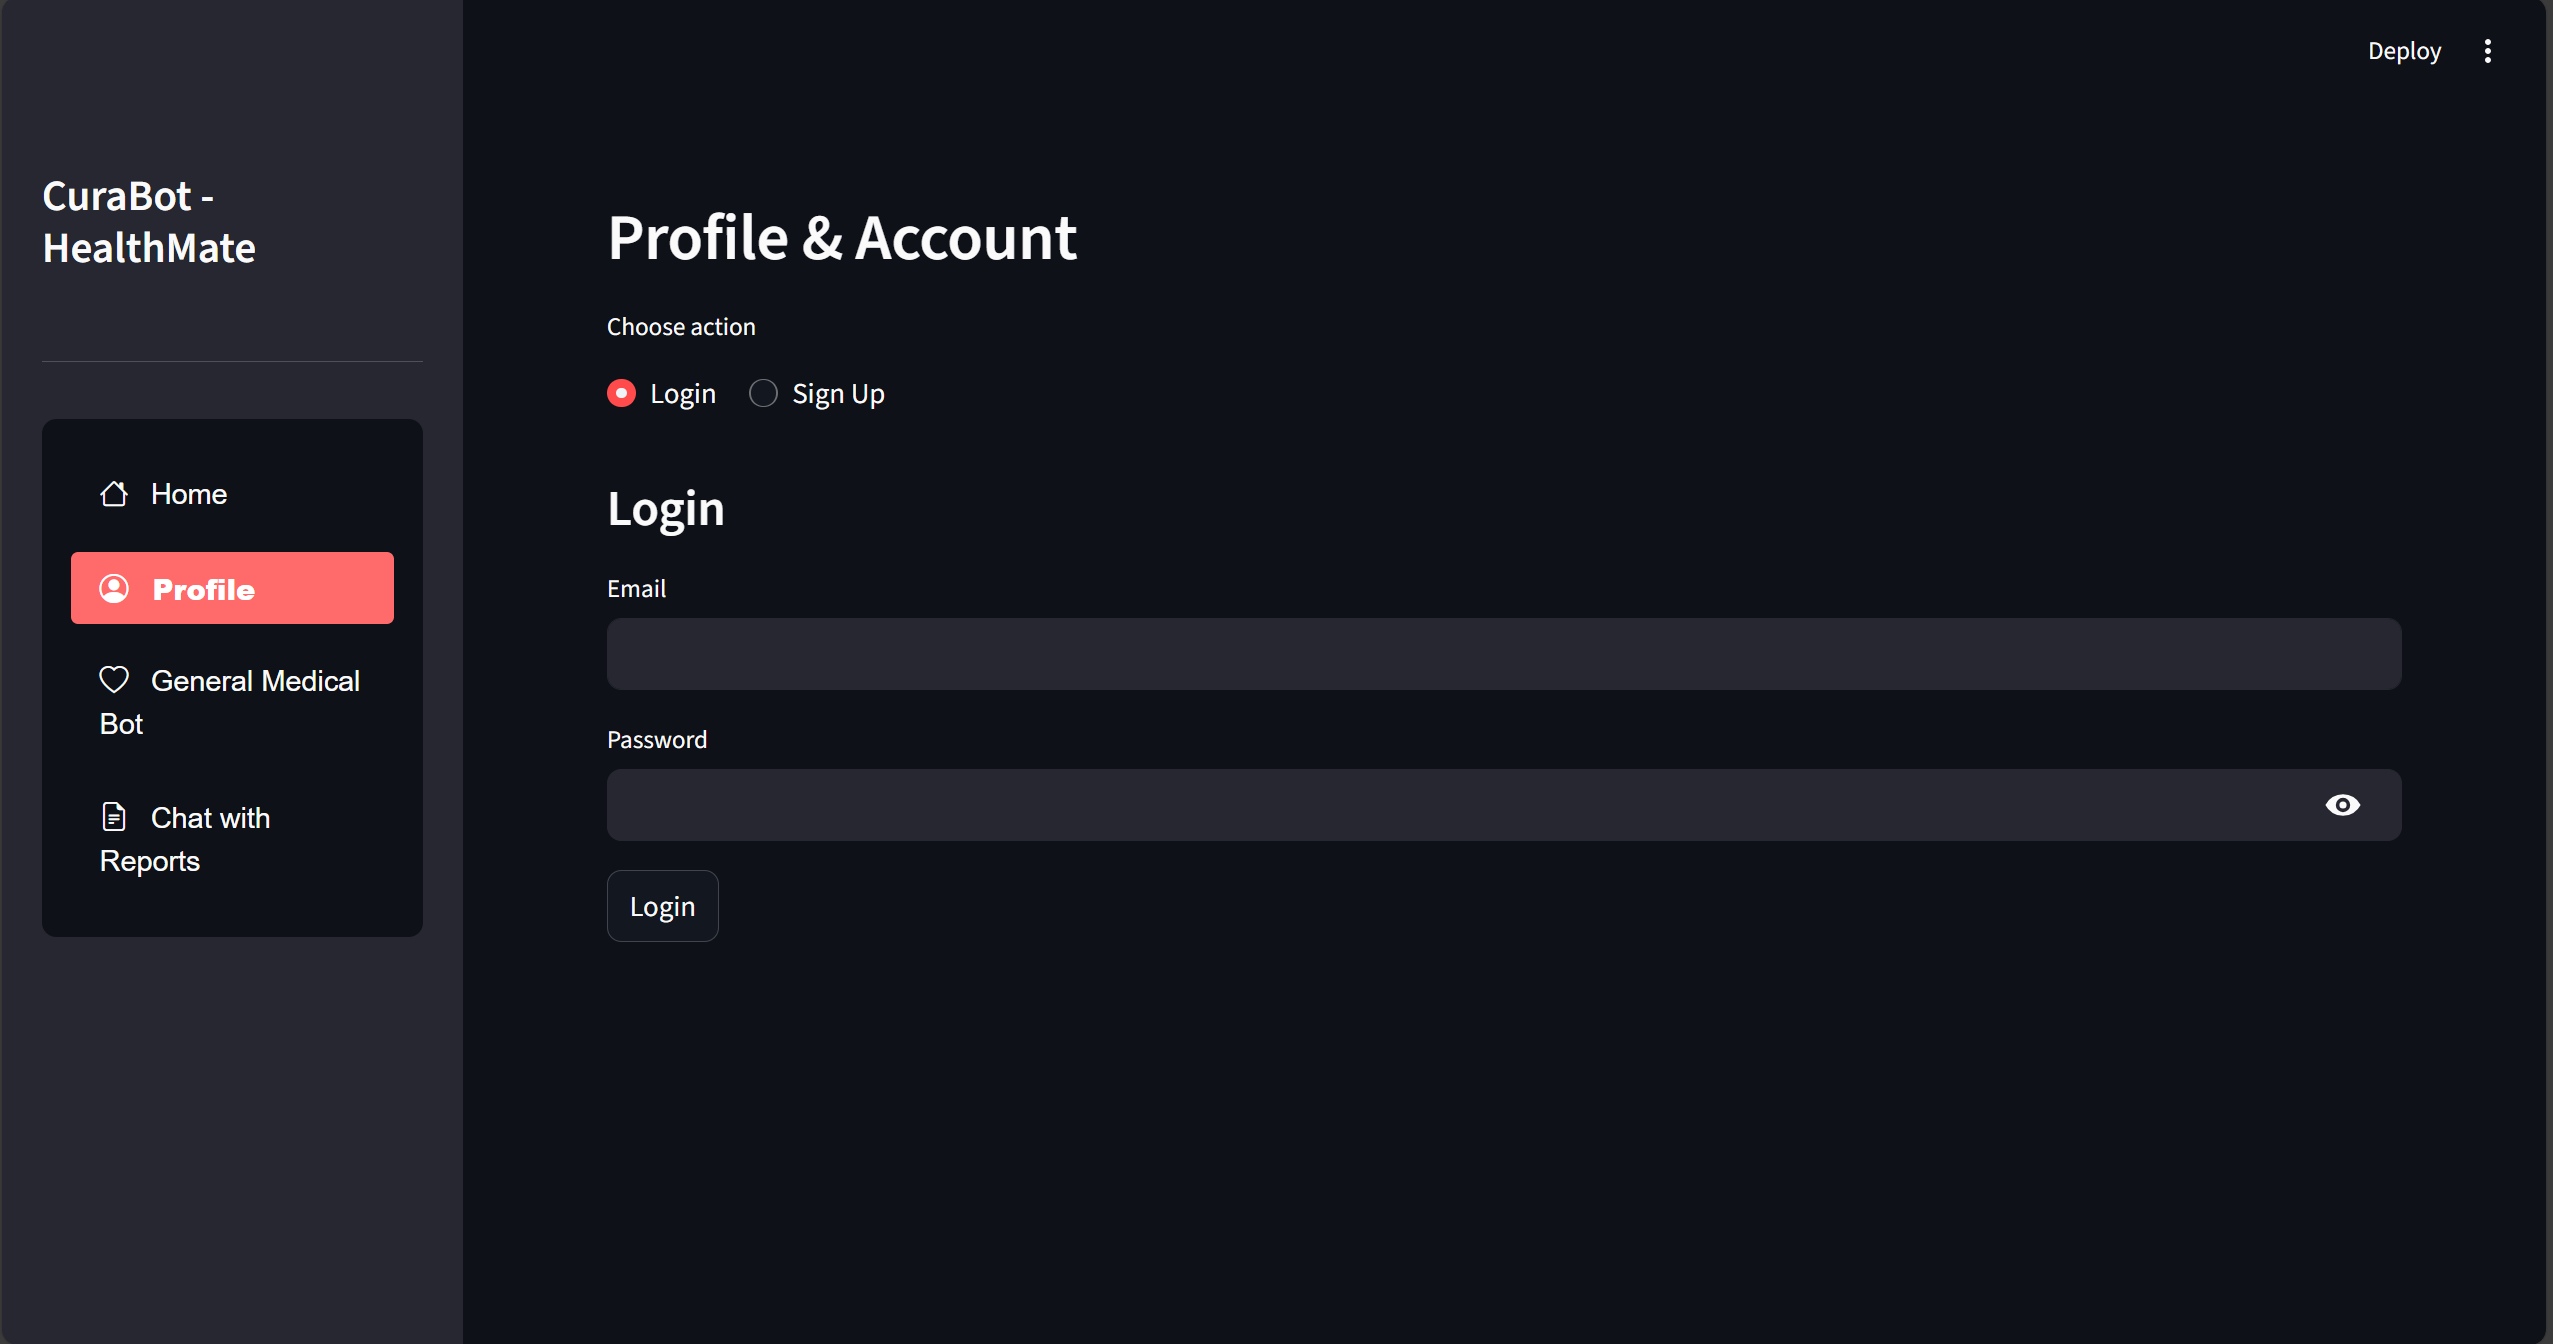 Deploy
CuraBot -
HealthMate
Home
Profile
General Medical
Bot
Chat with
Reports
Profile & Account
Choose action
Login Sign Up
Login
Email
Password
Login